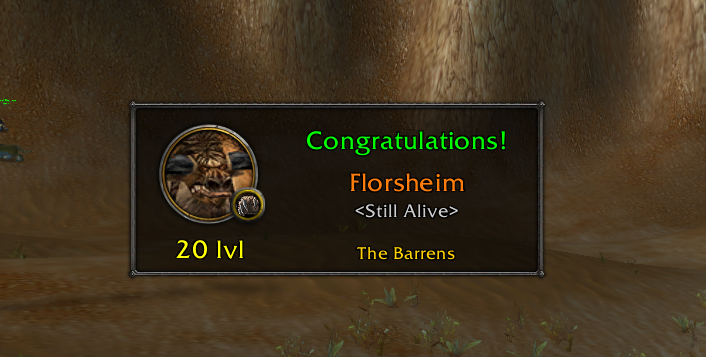 Congratulations!
Florsheim
<Still Alive>
20 lvl
The Barrens